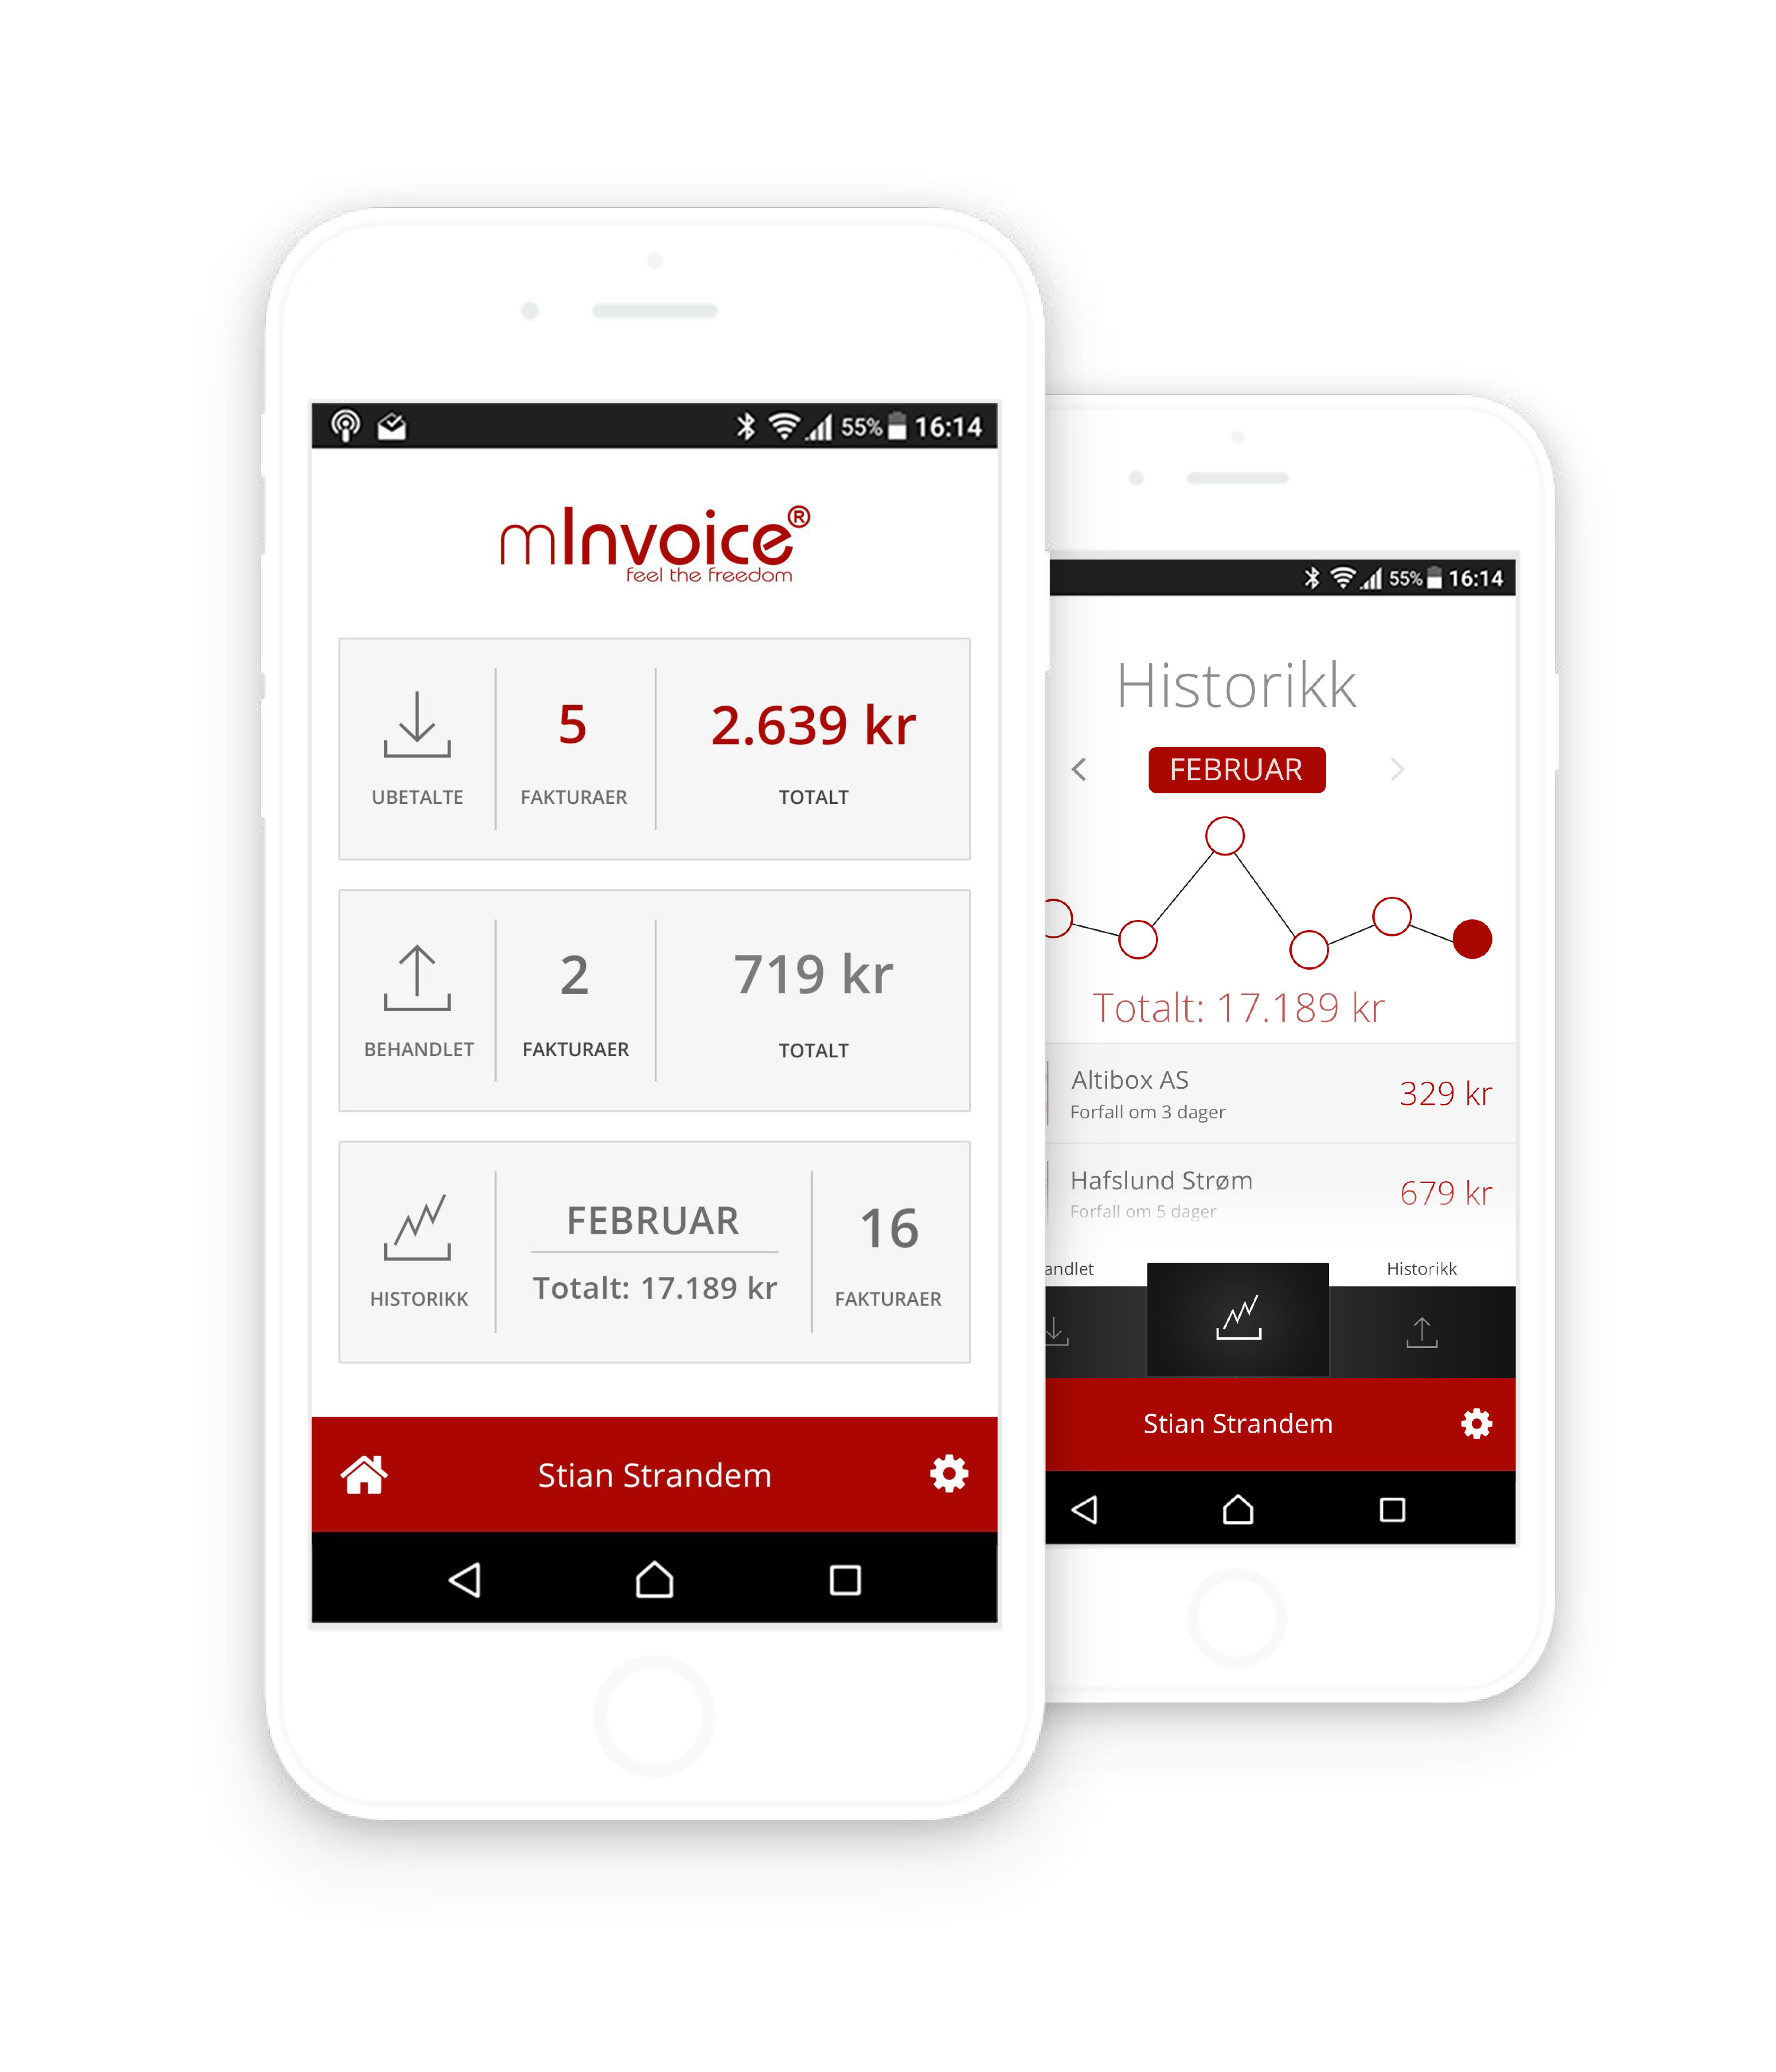 55% 16:14
mInvoice®
feel the freedom
5 2.639 kr
UBETALTE FAKTURAER TOTALT
2 719 kr
BEHANDLET FAKTURAER TOTALT
FEBRUAR 16
Totalt: 17.189 kr
HISTORIKK FAKTURAER
Stian Strandem
55% 16:14
Historikk
FEBRUAR
Totalt: 17.189 kr
Altibox AS 329 kr
Forfall om 3 dager
Hafslund Strøm 679 kr
Forfall om 5 dager
andlet Historikk
Stian Strandem